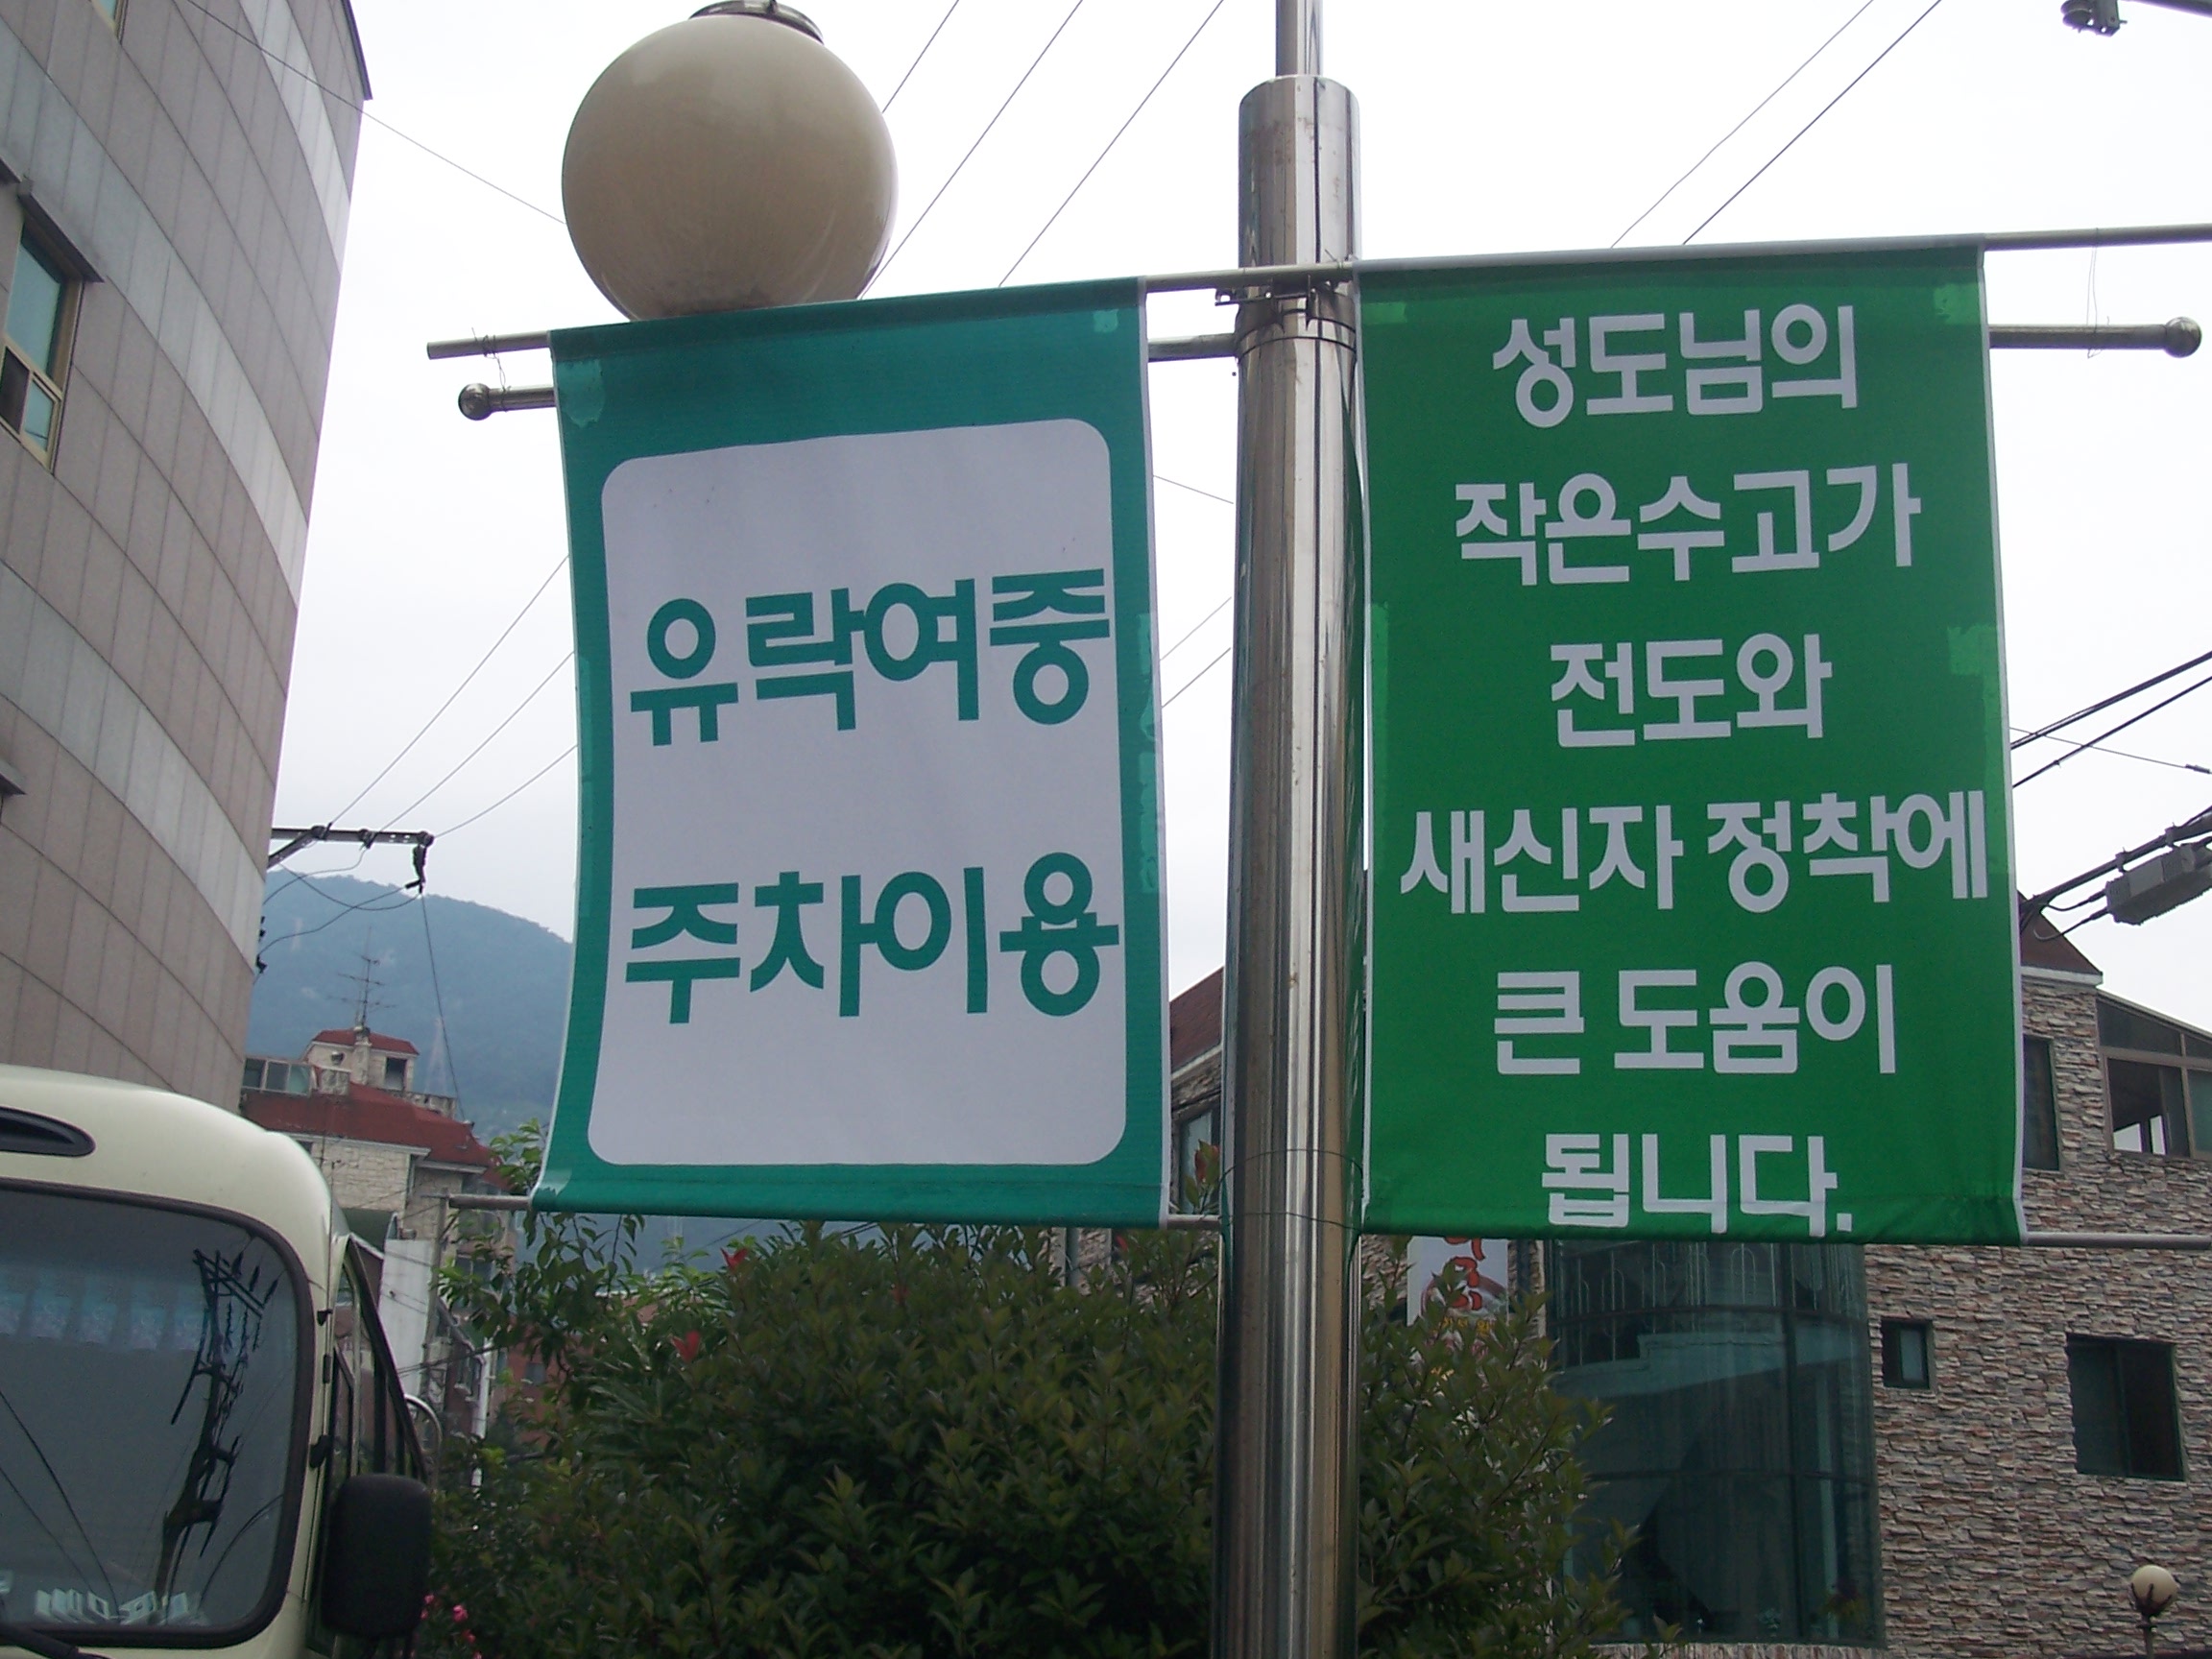 유락여중
주차이용
성도님의
작은수고가
전도와
새신자 정착에
큰 도움이
됩니다.